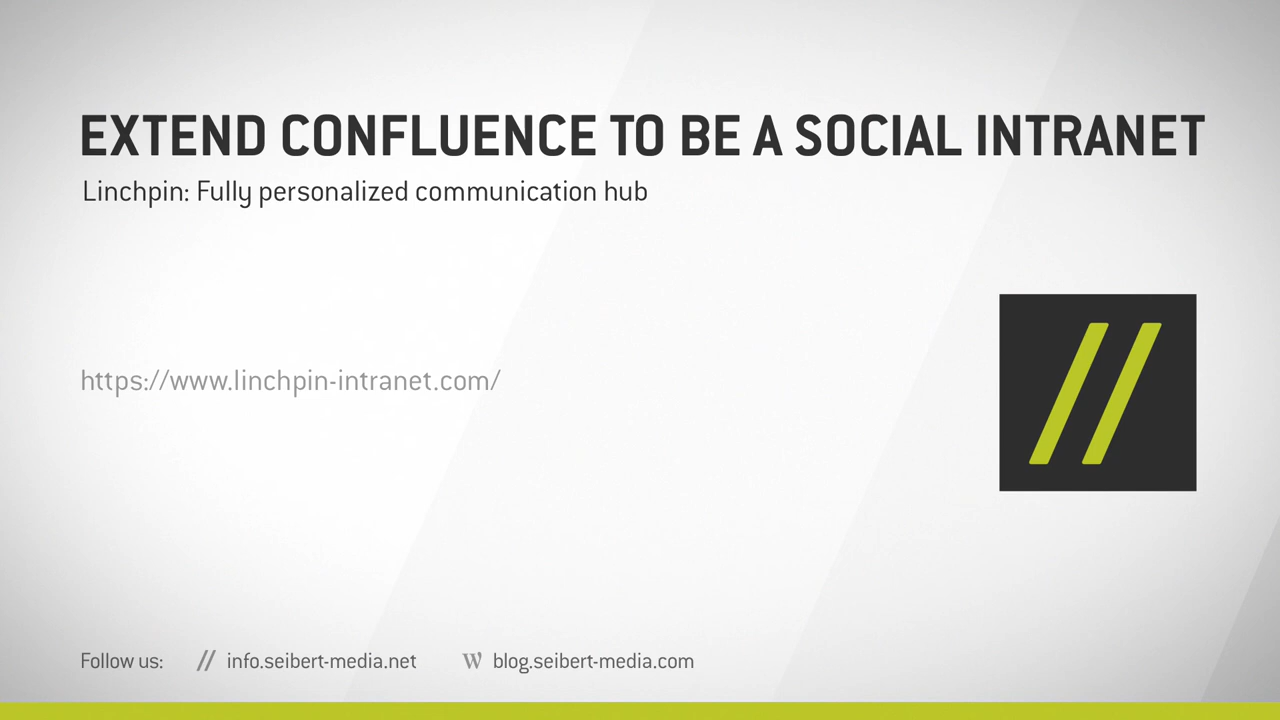 EXTEND CONFLUENCE TO BE A SOCIAL INTRANET
Linchpin: Fully personalized communication hub
https://www.linchpin-intranet.com/
//
Follow us: // info.seibert-media.net W blog.seibert-media.com